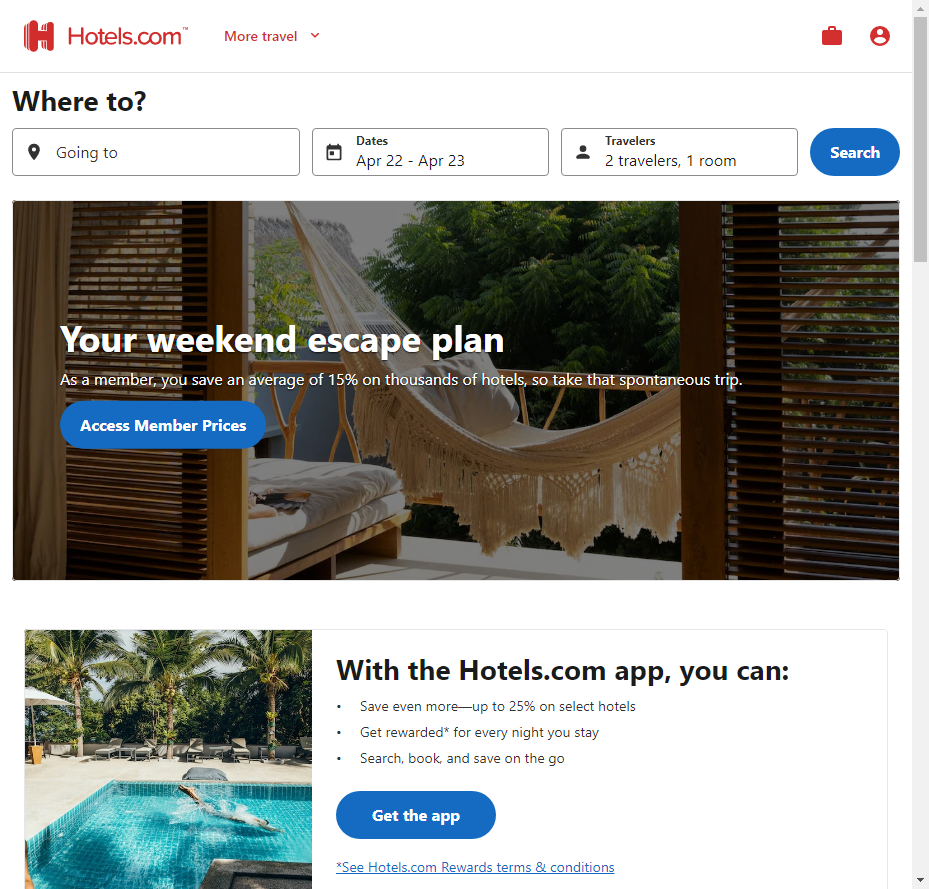 Hotels.com™
More travel
Where to?
Going to
Dates
Apr 22 - Apr 23
Travelers
2 travelers, 1 room
Search
Your weekend escape plan
As a member, you save an average of 15% on thousands of hotels, so take that spontaneous trip.
Access Member Prices
With the Hotels.com app, you can:
• Save even more—up to 25% on select hotels
• Get rewarded* for every night you stay
• Search, book, and save on the go
Get the app
*See Hotels.com Rewards terms & conditions